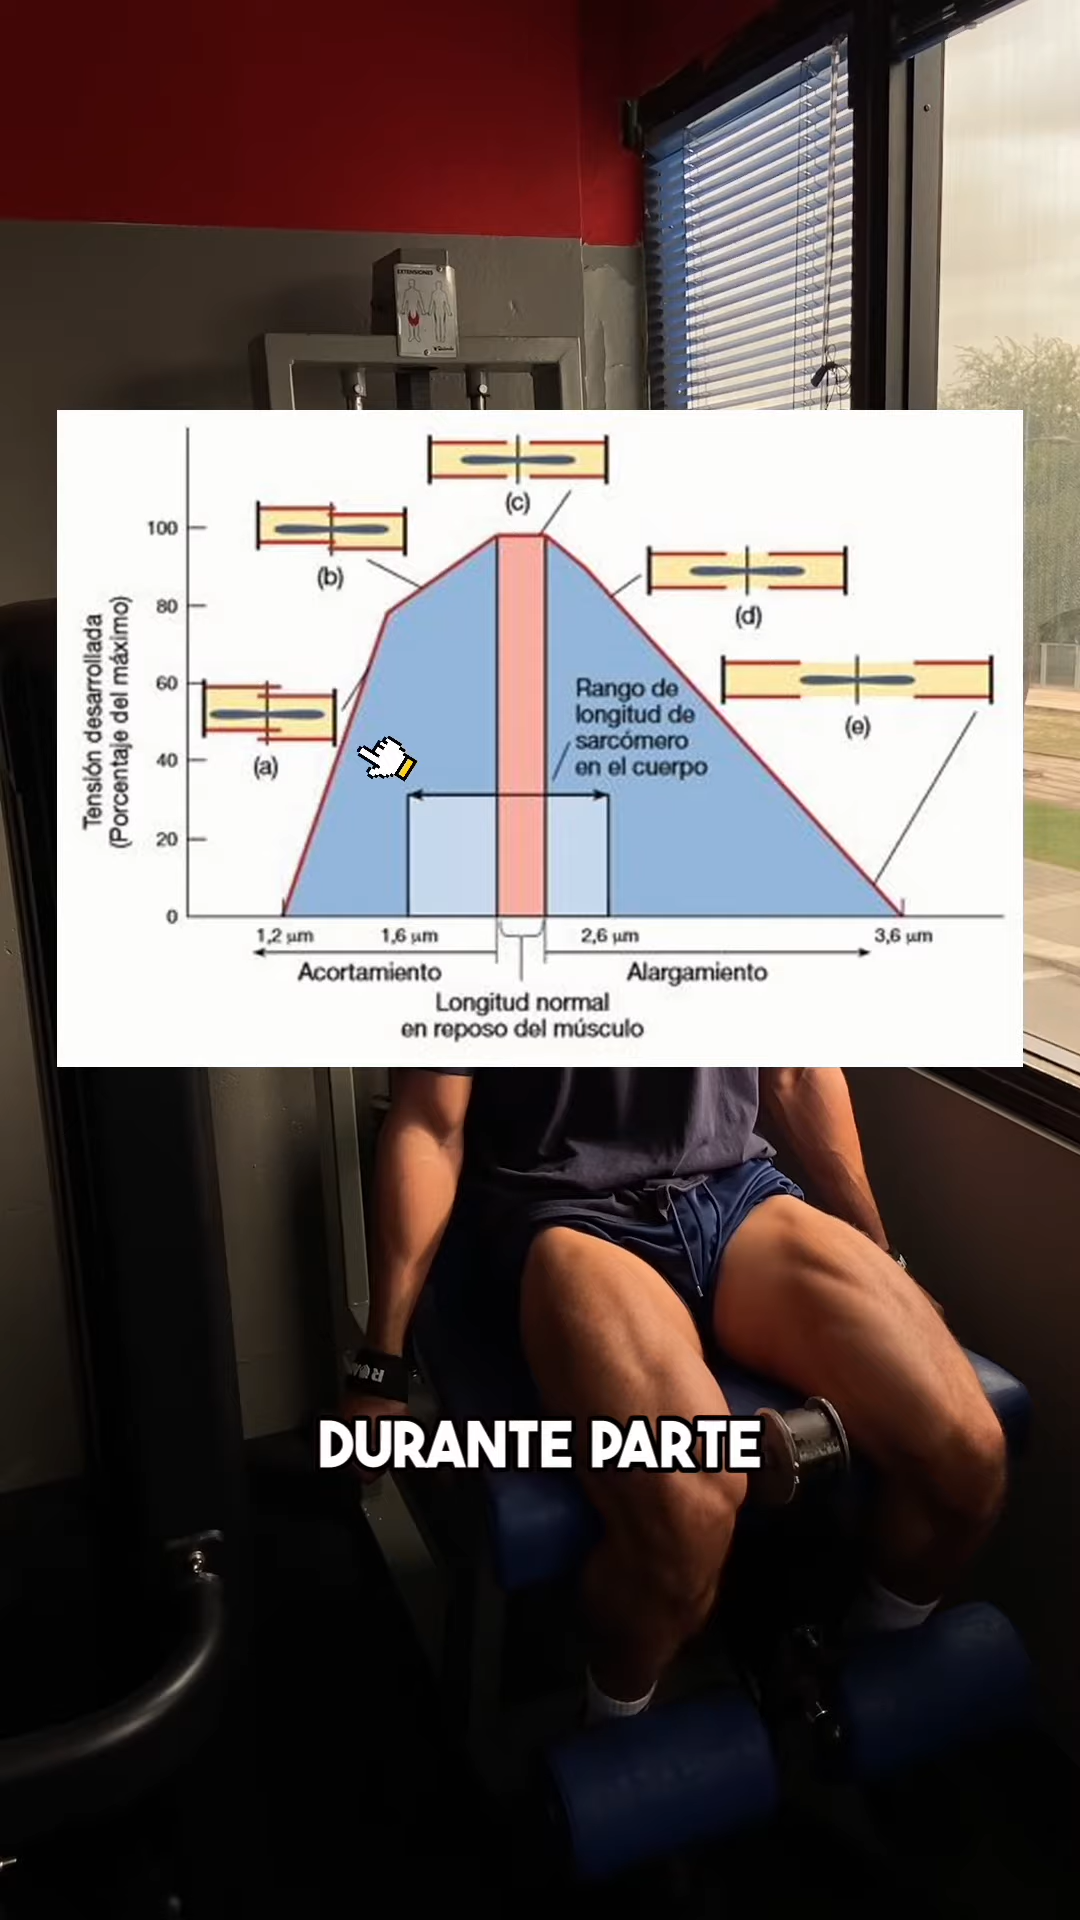 EXTENSIONES
(c)
100
(b)
80
(d)
60
Rango de
longitud de
sarcómero
en el cuerpo
(e)
(a)
40
20
0
Tensión desarrollada
(Porcentaje del máximo)
1,2 µm
1,6 µm
2,6 µm
3,6 µm
Acortamiento
Alargamiento
Longitud normal
en reposo del músculo
DURANTE PARTE